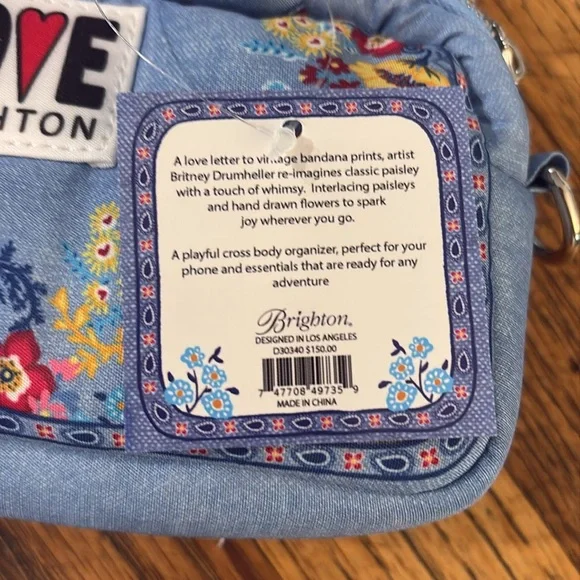 OVE
HTON
A love letter to vintage bandana prints, artist
Britney Drumheller re-imagines classic paisley
with a touch of whimsy. Interlacing paisleys
and hand drawn flowers to spark
joy wherever you go.
A playful cross body organizer, perfect for your
phone and essentials that are ready for any
adventure
Brighton®
DESIGNED IN LOS ANGELES
D30340 $150.00
7 47708 49735 9
MADE IN CHINA